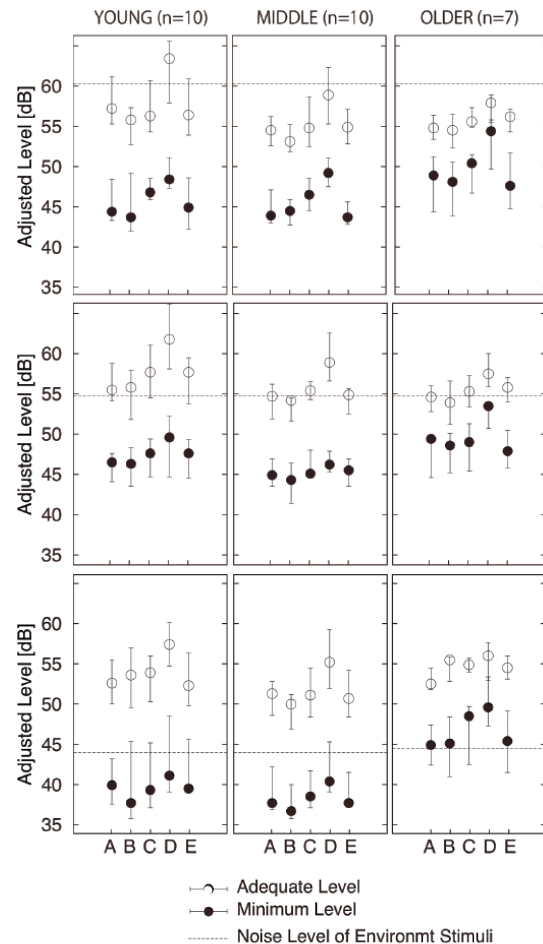 YOUNG (n=10) MIDDLE (n=10) OLDER (n=7)
Adjusted Level [dB]
60
55
50
45
40
35
Adjusted Level [dB]
60
55
50
45
40
35
Adjusted Level [dB]
60
55
50
45
40
35
A B C D E A B C D E A B C D E
Adequate Level
Minimum Level
Noise Level of Environmt Stimuli